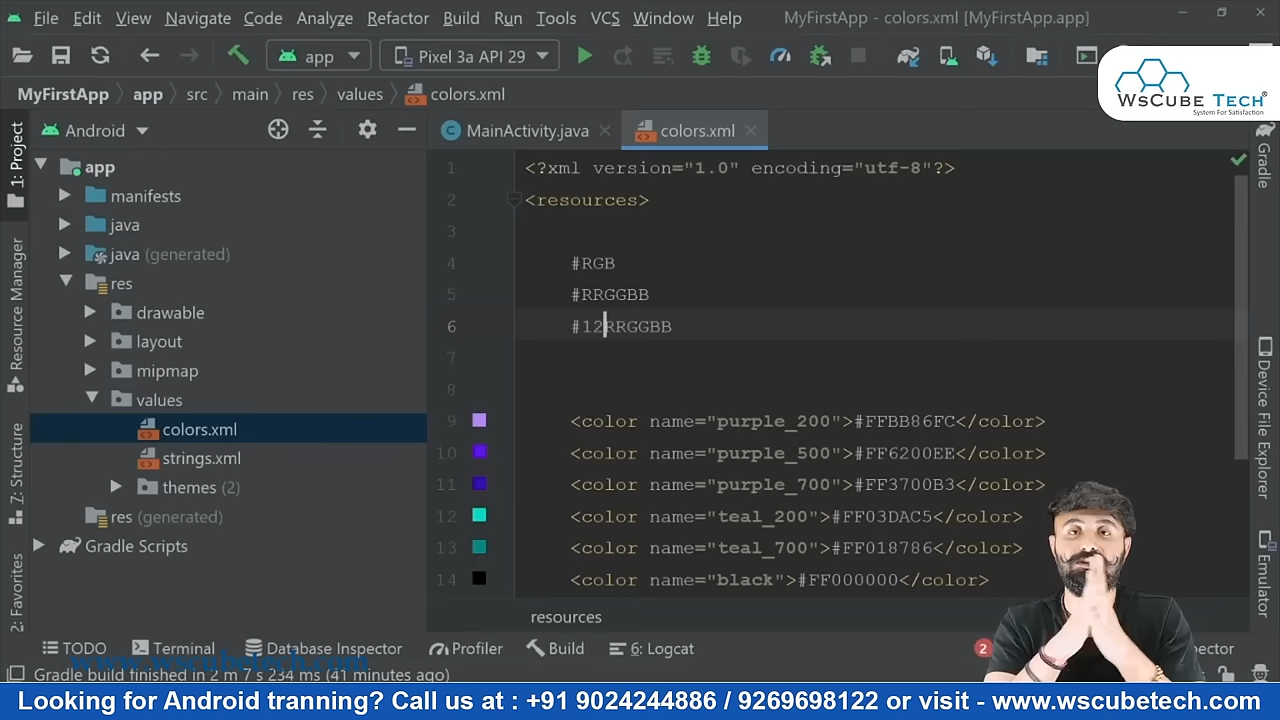 File Edit View Navigate Code Analyze Refactor Build Run Tools VCS Window Help MyFirstApp - colors.xml [MyFirstApp.app]
app Pixel 3a API 29
WsCube Tech®
System For Satisfaction
MyFirstApp app src main res values colors.xml
Android
MainActivity.java colors.xml
1: Project
Resource Manager
7: Structure
2: Favorites
app
manifests
java
java (generated)
res
drawable
layout
mipmap
values
colors.xml
strings.xml
themes (2)
res (generated)
Gradle Scripts
1 <?xml version="1.0" encoding="utf-8"?>
2 <resources>
3
4 #RGB
5 #RRGGBB
6 #12RRGGBB
7
8
9 <color name="purple_200">#FFBB86FC</color>
10 <color name="purple_500">#FF6200EE</color>
11 <color name="purple_700">#FF3700B3</color>
12 <color name="teal_200">#FF03DAC5</color>
13 <color name="teal_700">#FF018786</color>
14 <color name="black">#FF000000</color>
resources
Gradle
Device File Explorer
Emulator
TODO Terminal Database Inspector Profiler Build 6: Logcat 2
www.wscubetech.com
Gradle build finished in 2 m 7 s 234 ms (41 minutes ago)
Looking for Android tranning? Call us at : +91 9024244886 / 9269698122 or visit - www.wscubetech.com